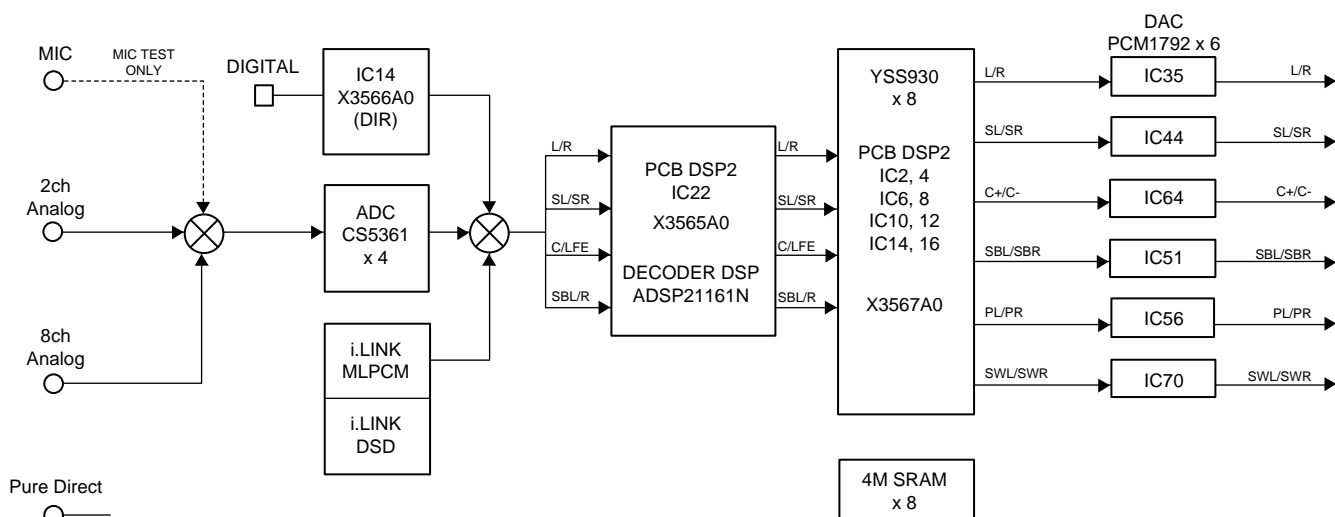 MIC
MIC TEST
ONLY
2ch
Analog
8ch
Analog
Pure Direct
DIGITAL
IC14
X3566A0
(DIR)
ADC
CS5361
x 4
i.LINK
MLPCM
i.LINK
DSD
L/R
SL/SR
C/LFE
SBL/R
PCB DSP2
IC22
X3565A0
DECODER DSP
ADSP21161N
L/R
SL/SR
C/LFE
SBL/R
YSS930
x 8
PCB DSP2
IC2, 4
IC6, 8
IC10, 12
IC14, 16
X3567A0
4M SRAM
x 8
DAC
PCM1792 x 6
L/R
IC35
L/R
SL/SR
IC44
SL/SR
C+/C-
IC64
C+/C-
SBL/SBR
IC51
SBL/SBR
PL/PR
IC56
PL/PR
SWL/SWR
IC70
SWL/SWR